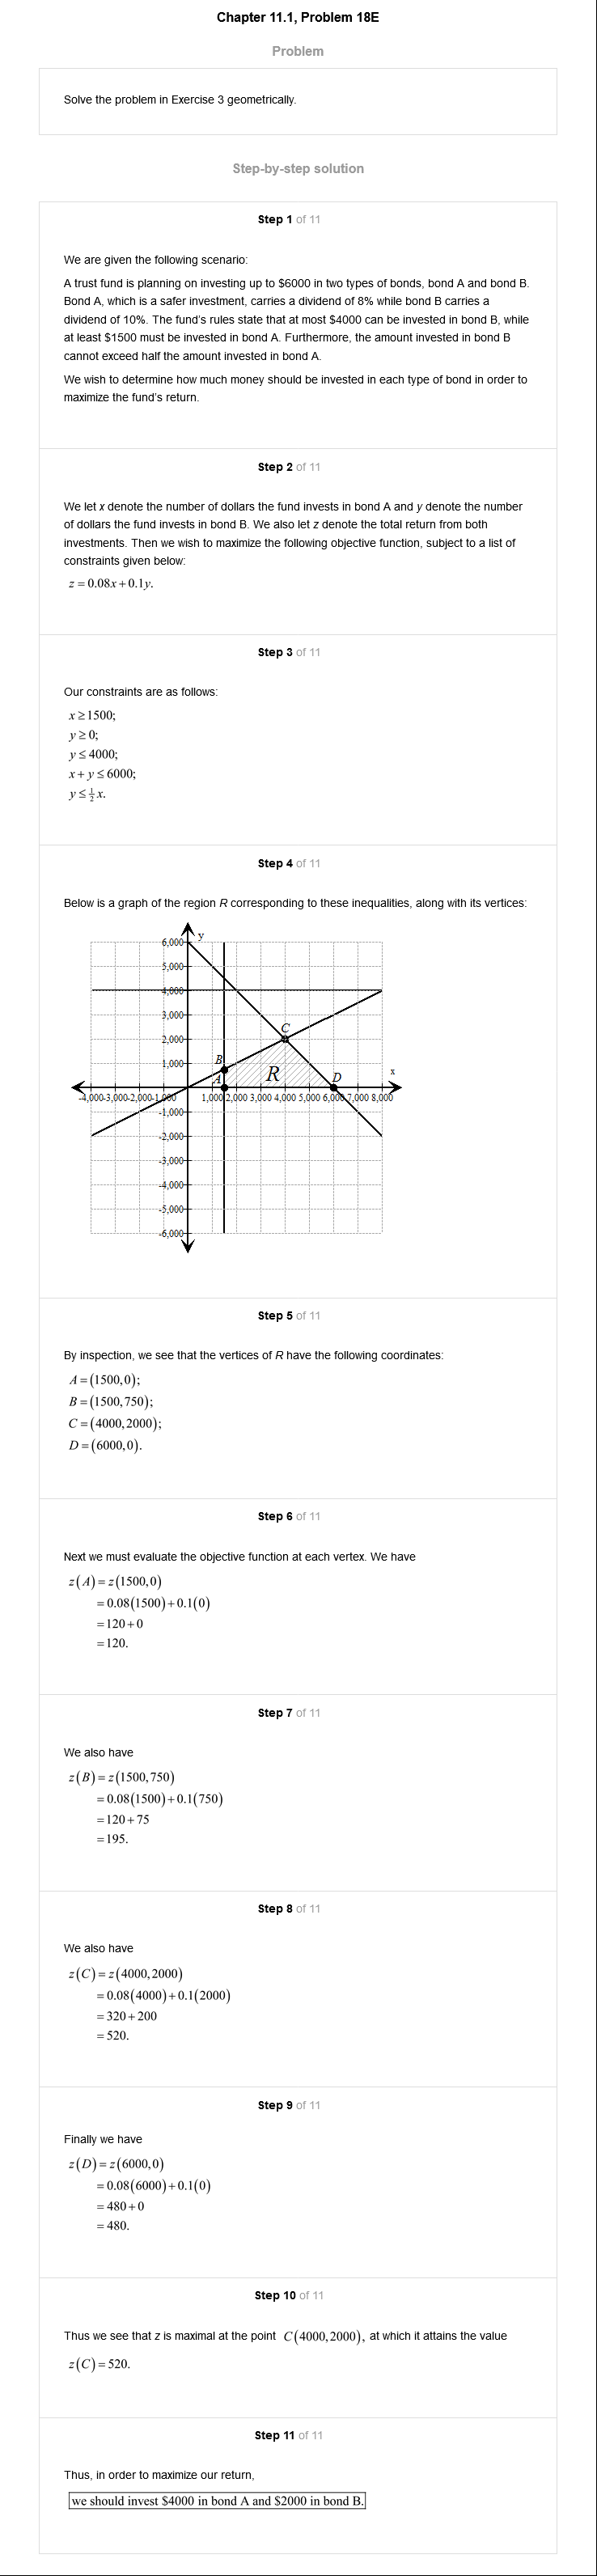 Chapter 11.1, Problem 18E
Problem
Solve the problem in Exercise 3 geometrically.
Step-by-step solution
Step 1 of 11
We are given the following scenario:
A trust fund is planning on investing up to $6000 in two types of bonds, bond A and bond B.
Bond A, which is a safer investment, carries a dividend of 8% while bond B carries a
dividend of 10%. The fund's rules state that at most $4000 can be invested in bond B, while
at least $1500 must be invested in bond A. Furthermore, the amount invested in bond B
cannot exceed half the amount invested in bond A.
We wish to determine how much money should be invested in each type of bond in order to
maximize the fund's return.
Step 2 of 11
We let x denote the number of dollars the fund invests in bond A and y denote the number
of dollars the fund invests in bond B. We also let z denote the total return from both
investments. Then we wish to maximize the following objective function, subject to a list of
constraints given below:
z = 0.08x + 0.1y.
Step 3 of 11
Our constraints are as follows:
x ≥ 1500;
y ≥ 0;
y ≤ 4000;
x + y ≤ 6000;
y ≤ ½ x.
Step 4 of 11
Below is a graph of the region R corresponding to these inequalities, along with its vertices:
y
6,000
5,000
4,000
3,000
C
2,000
B
1,000
A
R
D
x
-4,000 -3,000 -2,000 -1,000 1,000 2,000 3,000 4,000 5,000 6,000 7,000 8,000
-1,000
-2,000
-3,000
-4,000
-5,000
-6,000
Step 5 of 11
By inspection, we see that the vertices of R have the following coordinates:
A = (1500, 0);
B = (1500, 750);
C = (4000, 2000);
D = (6000, 0).
Step 6 of 11
Next we must evaluate the objective function at each vertex. We have
z(A) = z(1500, 0)
= 0.08(1500) + 0.1(0)
= 120 + 0
= 120.
Step 7 of 11
We also have
z(B) = z(1500, 750)
= 0.08(1500) + 0.1(750)
= 120 + 75
= 195.
Step 8 of 11
We also have
z(C) = z(4000, 2000)
= 0.08(4000) + 0.1(2000)
= 320 + 200
= 520.
Step 9 of 11
Finally we have
z(D) = z(6000, 0)
= 0.08(6000) + 0.1(0)
= 480 + 0
= 480.
Step 10 of 11
Thus we see that z is maximal at the point C(4000, 2000), at which it attains the value
z(C) = 520.
Step 11 of 11
Thus, in order to maximize our return,
we should invest $4000 in bond A and $2000 in bond B.